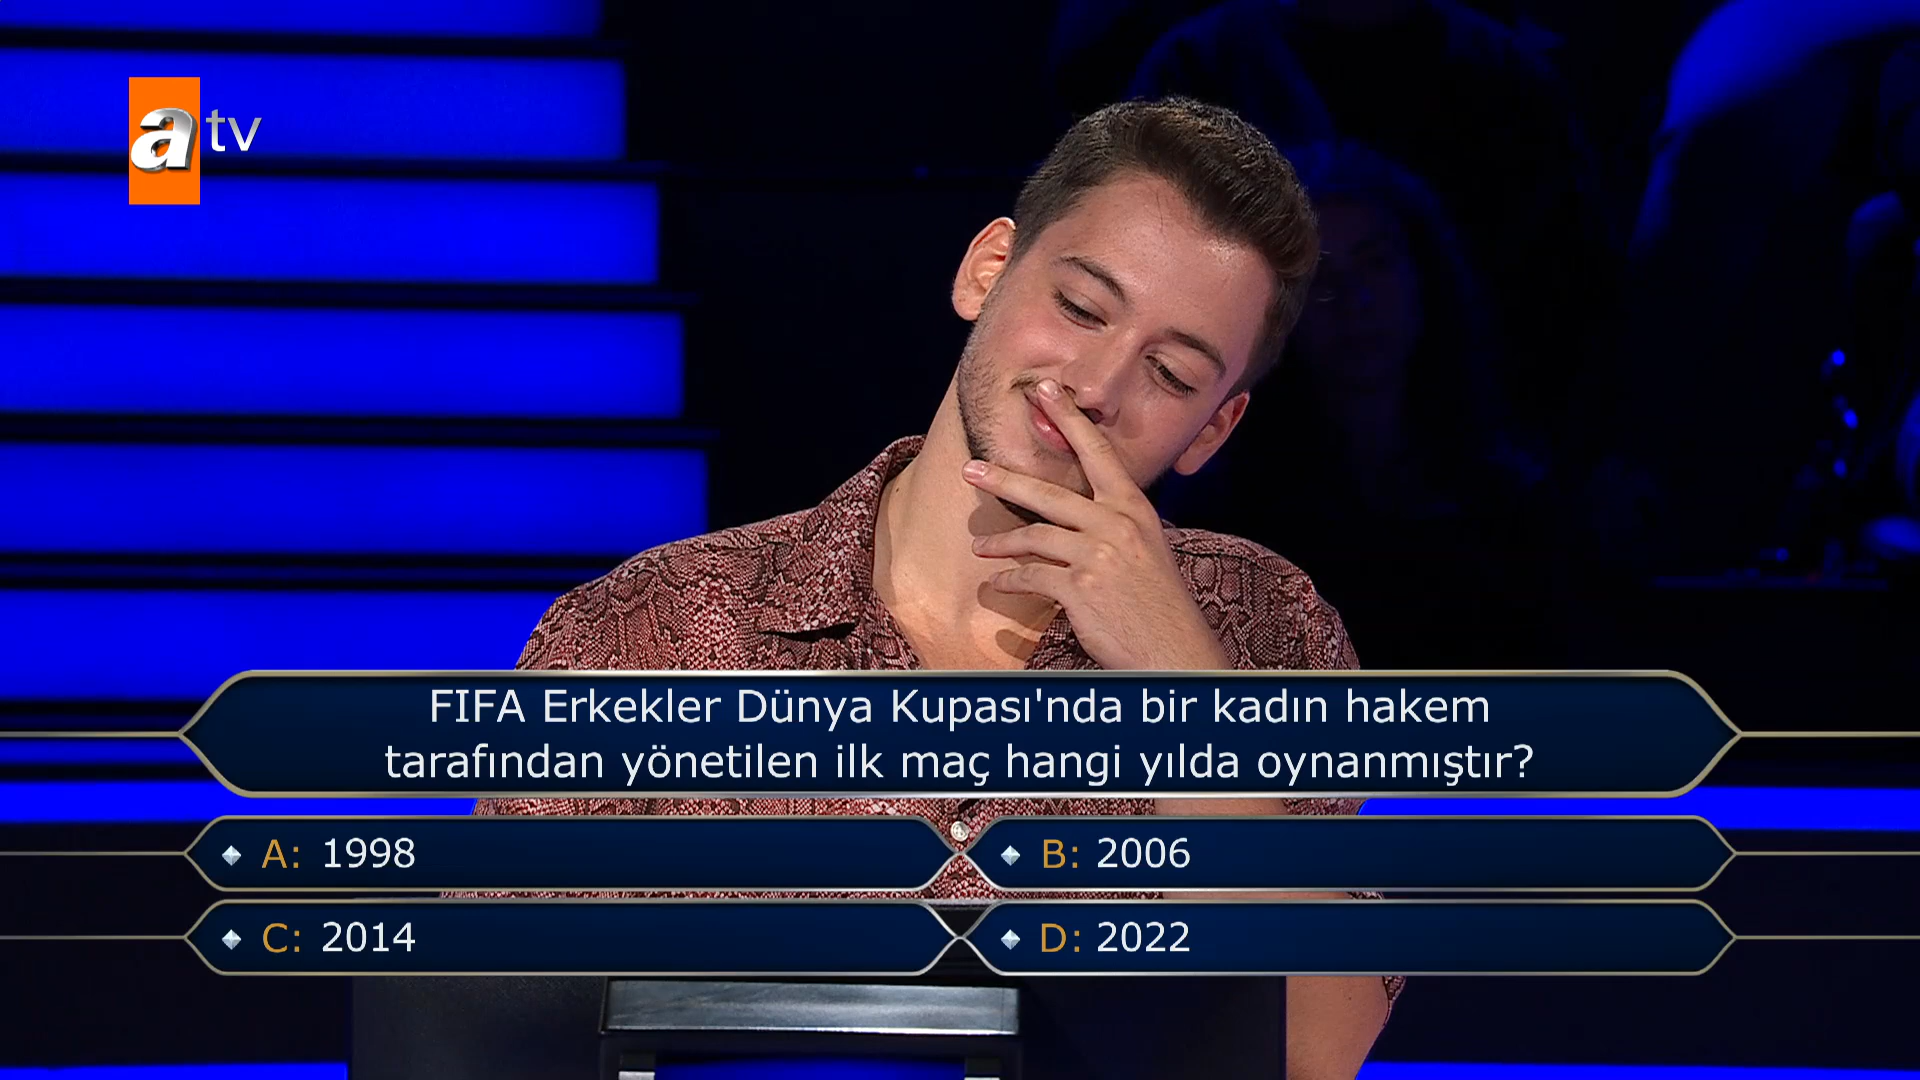 atv
FIFA Erkekler Dünya Kupası'nda bir kadın hakem
tarafından yönetilen ilk maç hangi yılda oynanmıştır?
A: 1998
B: 2006
C: 2014
D: 2022